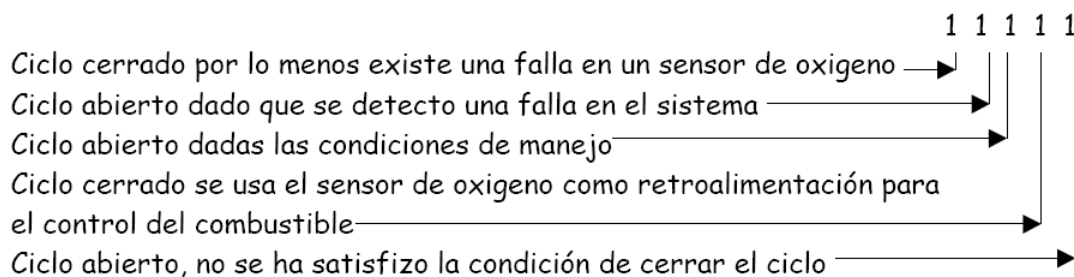 1 1 1 1 1
Ciclo cerrado por lo menos existe una falla en un sensor de oxigeno
Ciclo abierto dado que se detecto una falla en el sistema
Ciclo abierto dadas las condiciones de manejo
Ciclo cerrado se usa el sensor de oxigeno como retroalimentación para
el control del combustible
Ciclo abierto, no se ha satisfizo la condición de cerrar el ciclo